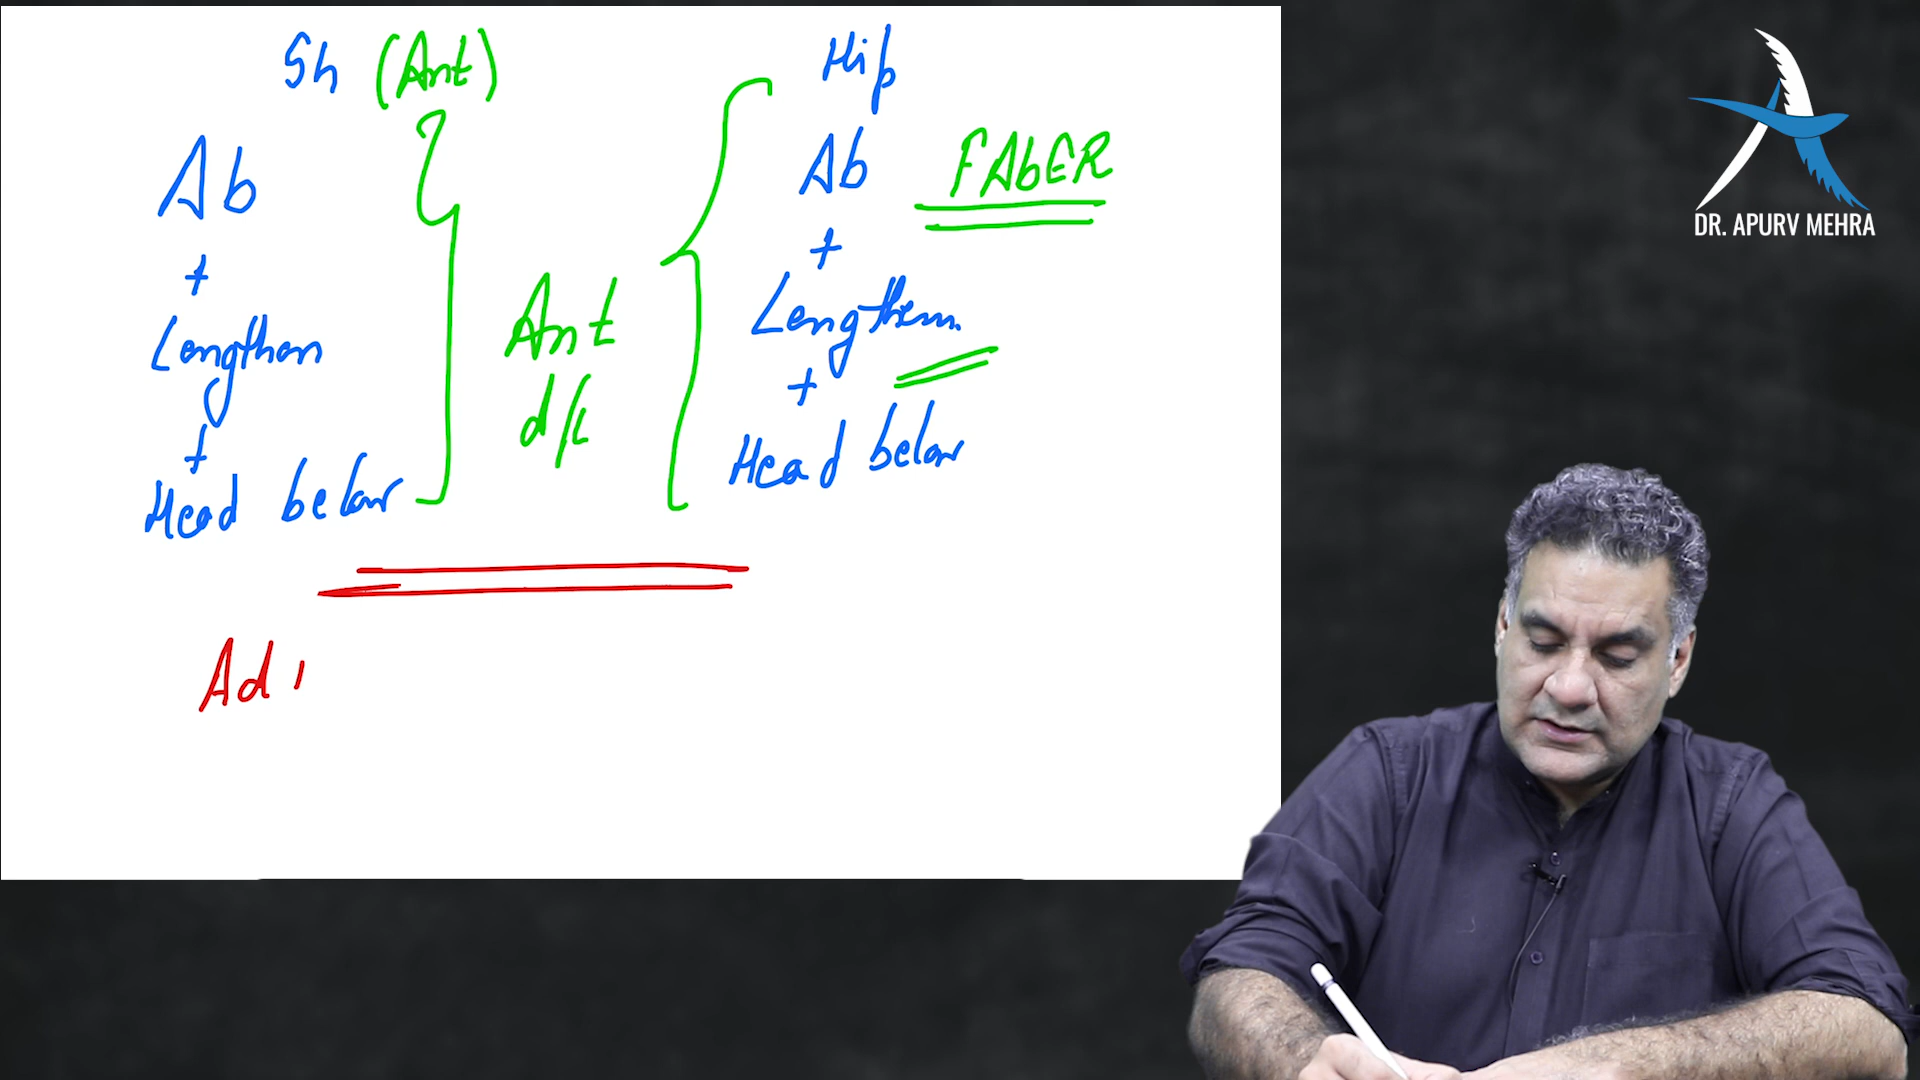 Sh (Ant)
Ab
+
Lengthen
+
Head below
Ant
d/L
Hip
Ab
FAbER
+
Lengthen
+
Head below
Ad
DR. APURV MEHRA